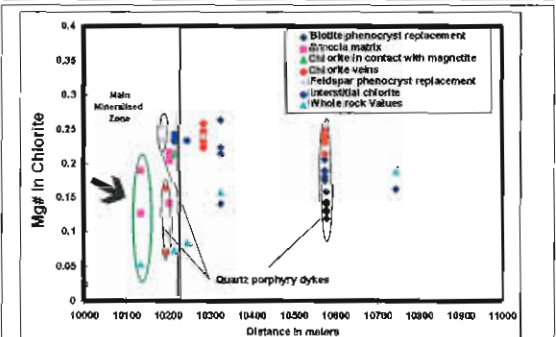 Mg# In Chlorite
0.4
0.35
0.3
0.25
0.2
0.15
0.1
0.05
0
Main
Mineralised
Zone
Biotite phenocryst replacement
Breccia matrix
Chlorite in contact with magnetite
Chlorite veins
Feldspar phenocryst replacement
Interstitial chlorite
Whole rock Values
Quartz porphyry dykes
10000 10100 10200 10300 10400 10500 10600 10700 10800 10900 11000
Distance in meters